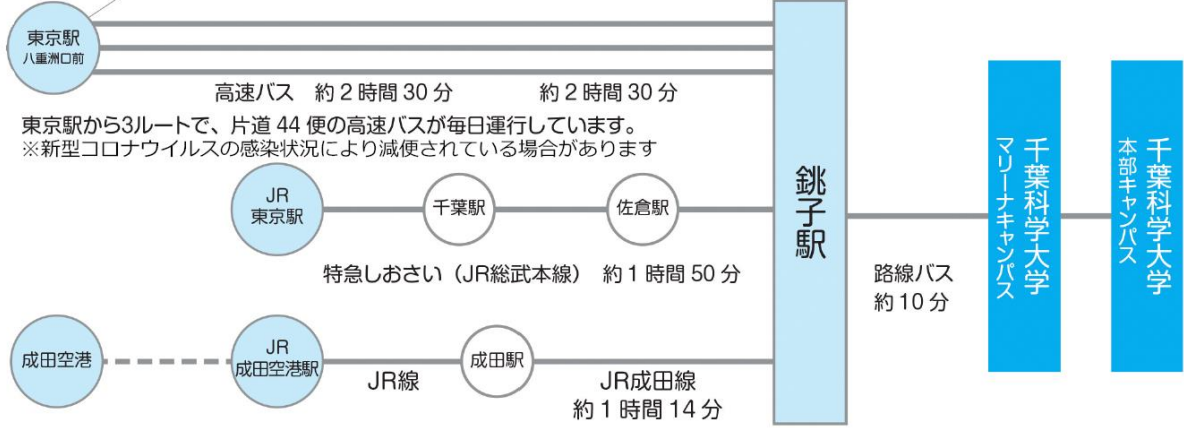 東京駅
八重洲口前
高速バス 約2時間30分 約2時間30分
東京駅から3ルートで、片道44便の高速バスが毎日運行しています。
※新型コロナウイルスの感染状況により減便されている場合があります
JR
東京駅
千葉駅
佐倉駅
特急しおさい（JR総武本線） 約1時間50分
成田空港
JR
成田空港駅
JR線
成田駅
JR成田線
約1時間14分
銚子駅
路線バス
約10分
千葉科学大学
マリーナキャンパス
千葉科学大学
本部キャンパス